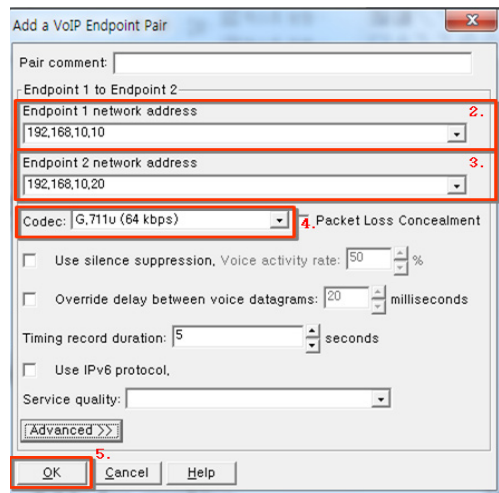 Add a VoIP Endpoint Pair
Pair comment:
Endpoint 1 to Endpoint 2
Endpoint 1 network address 2.
192,168,10,10
Endpoint 2 network address 3.
192,168,10,20
Codec: G,711u (64 kbps) 4. Packet Loss Concealment
Use silence suppression, Voice activity rate: 50 %
Override delay between voice datagrams: 20 milliseconds
Timing record duration: 5 seconds
Use IPv6 protocol,
Service quality:
Advanced >>
5.
OK Cancel Help